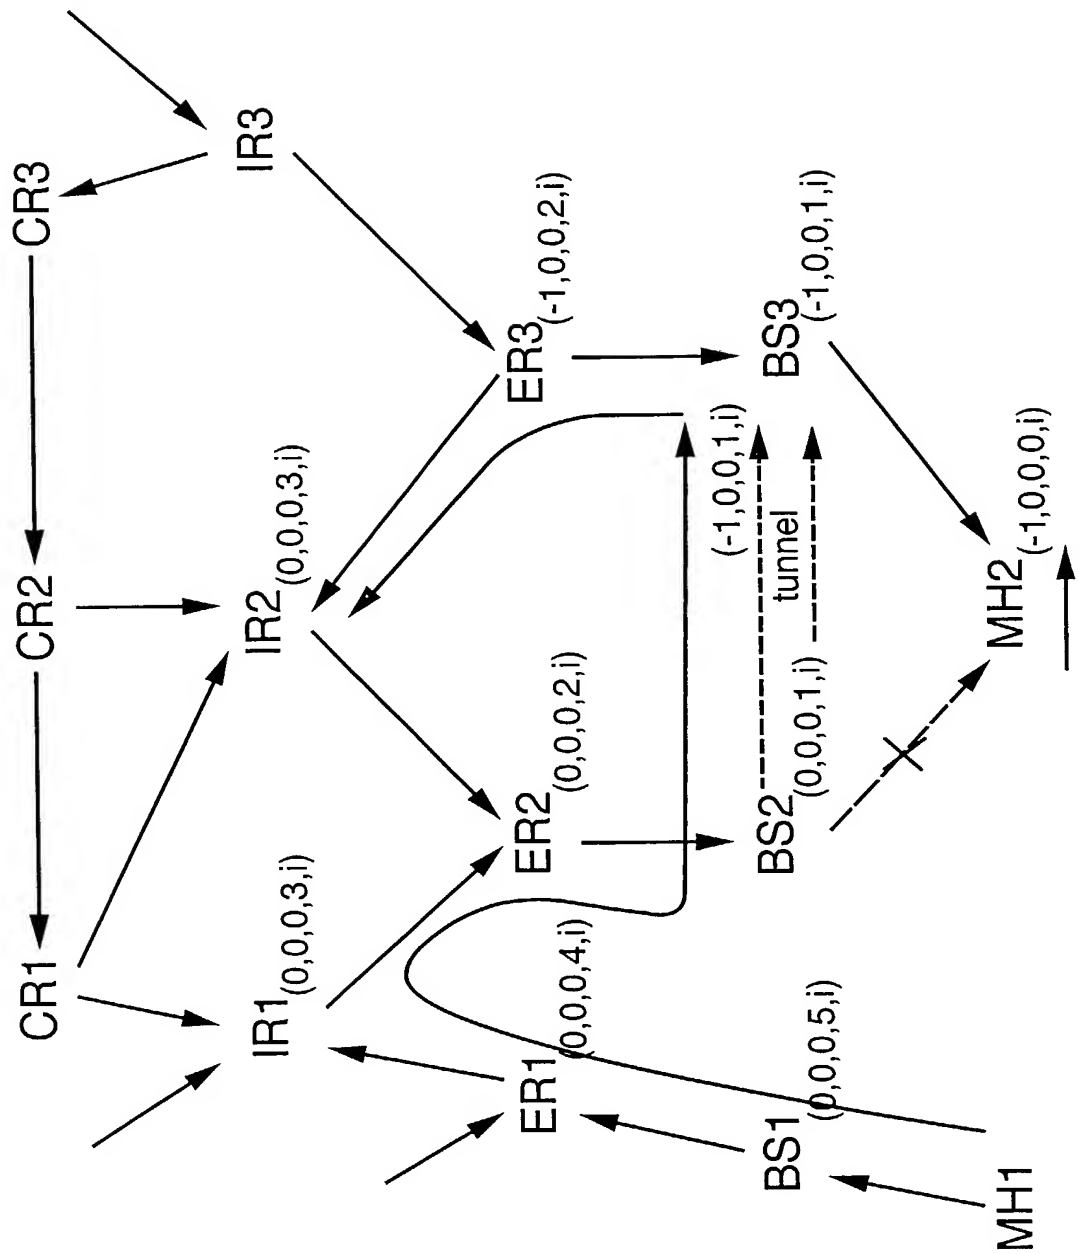 CR1
CR2
CR3
IR1 (0,0,0,3,i)
IR2 (0,0,0,3,i)
IR3
ER1 (0,0,0,4,i)
ER2 (0,0,0,2,i)
ER3 (-1,0,0,2,i)
(-1,0,0,1,i)
tunnel
BS1 (0,0,0,5,i)
BS2 (0,0,0,1,i)
BS3 (-1,0,0,1,i)
MH1
MH2 (-1,0,0,0,i)